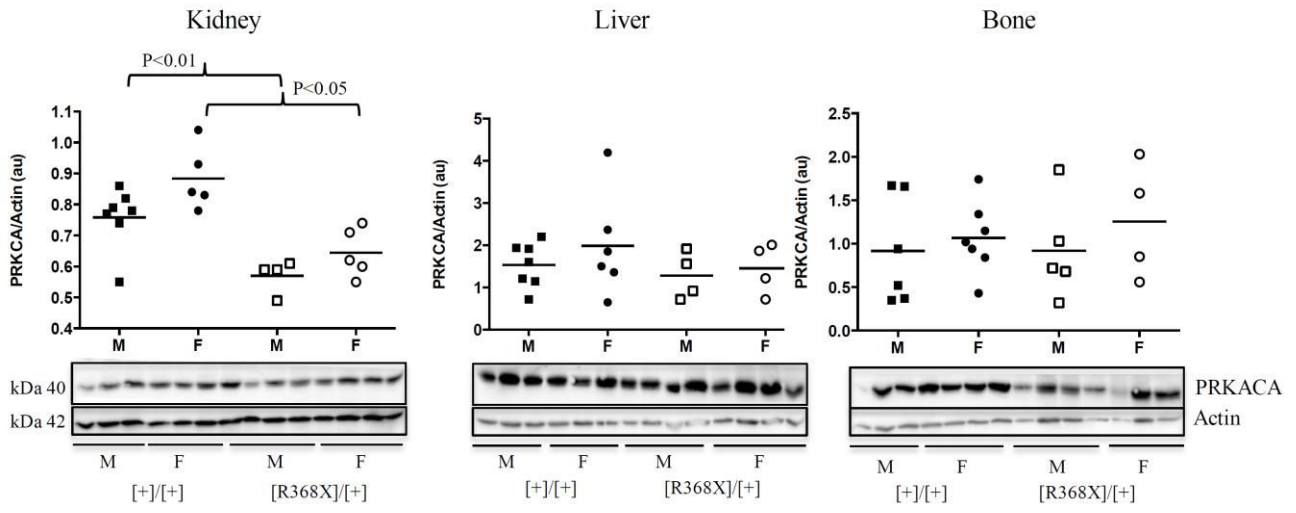 Kidney
Liver
Bone
P<0.01
P<0.05
PRKCA/Actin (au)
1.1
1.0
0.9
0.8
0.7
0.6
0.5
0.4
M F M F
PRKCA/Actin (au)
5
4
3
2
1
0
M F M F
PRKCA/Actin (au)
2.5
2.0
1.5
1.0
0.5
0.0
M F M F
kDa 40
kDa 42
PRKACA
Actin
M F M F
[+]/[+] [R368X]/[+]
M F M F
[+]/[+] [R368X]/[+]
M F M F
[+]/[+] [R368X]/[+]